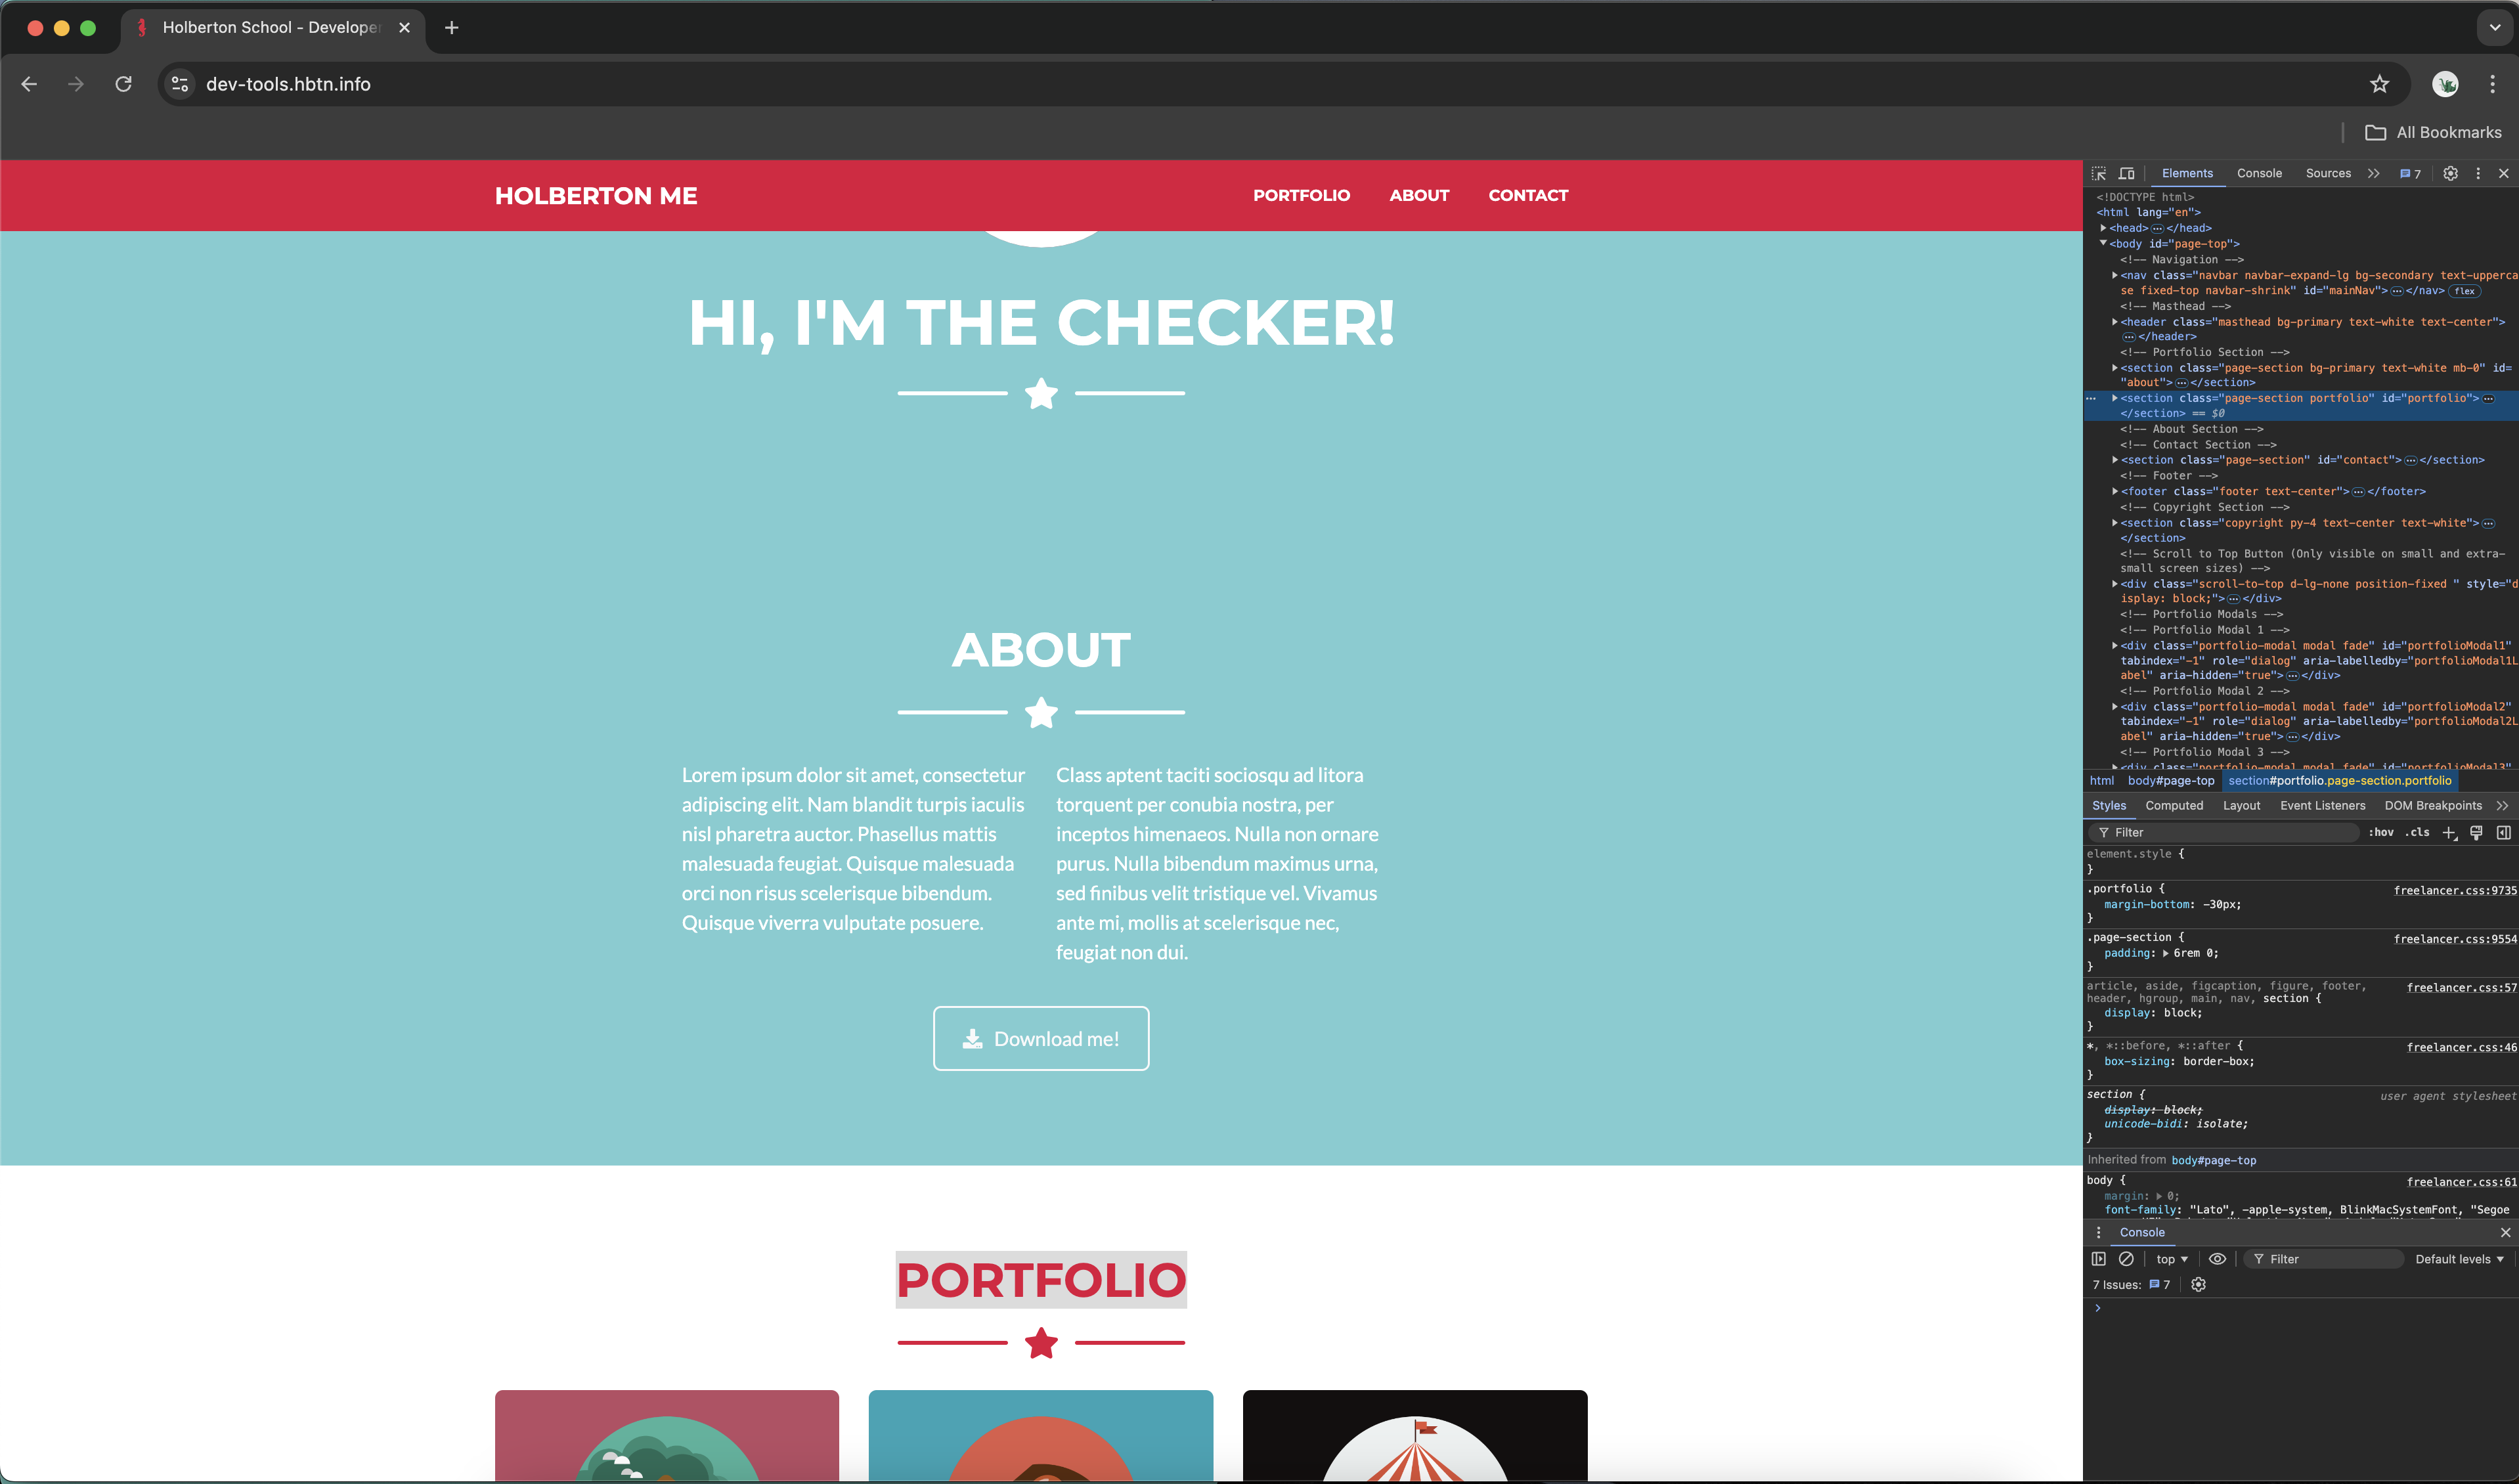 Holberton School - Develope
dev-tools.hbtn.info
All Bookmarks
HOLBERTON ME
PORTFOLIO
ABOUT
CONTACT
HI, I'M THE CHECKER!
ABOUT
Lorem ipsum dolor sit amet, consectetur
adipiscing elit. Nam blandit turpis iaculis
nisl pharetra auctor. Phasellus mattis
malesuada feugiat. Quisque malesuada
orci non risus scelerisque bibendum.
Quisque viverra vulputate posuere.
Class aptent taciti sociosqu ad litora
torquent per conubia nostra, per
inceptos himenaeos. Nulla non ornare
purus. Nulla bibendum maximus urna,
sed finibus velit tristique vel. Vivamus
ante mi, mollis at scelerisque nec,
feugiat non dui.
Download me!
PORTFOLIO
Elements Console Sources 7
<!DOCTYPE html>
<html lang="en">
<head>…</head>
<body id="page-top">
<!-- Navigation -->
<nav class="navbar navbar-expand-lg bg-secondary text-upperca
se fixed-top navbar-shrink" id="mainNav">…</nav> flex
<!-- Masthead -->
<header class="masthead bg-primary text-white text-center">
…</header>
<!-- Portfolio Section -->
<section class="page-section bg-primary text-white mb-0" id=
"about">…</section>
<section class="page-section portfolio" id="portfolio">…
</section> == $0
<!-- About Section -->
<!-- Contact Section -->
<section class="page-section" id="contact">…</section>
<!-- Footer -->
<footer class="footer text-center">…</footer>
<!-- Copyright Section -->
<section class="copyright py-4 text-center text-white">…
</section>
<!-- Scroll to Top Button (Only visible on small and extra-
small screen sizes) -->
<div class="scroll-to-top d-lg-none position-fixed " style="d
isplay: block;">…</div>
<!-- Portfolio Modals -->
<!-- Portfolio Modal 1 -->
<div class="portfolio-modal modal fade" id="portfolioModal1"
tabindex="-1" role="dialog" aria-labelledby="portfolioModal1L
abel" aria-hidden="true">…</div>
<!-- Portfolio Modal 2 -->
<div class="portfolio-modal modal fade" id="portfolioModal2"
tabindex="-1" role="dialog" aria-labelledby="portfolioModal2L
abel" aria-hidden="true">…</div>
<!-- Portfolio Modal 3 -->
<div class="portfolio-modal modal fade" id="portfolioModal3"
html body#page-top section#portfolio.page-section.portfolio
Styles Computed Layout Event Listeners DOM Breakpoints
Filter :hov .cls
element.style {
}
.portfolio { freelancer.css:9735
margin-bottom: -30px;
}
.page-section { freelancer.css:9554
padding: 6rem 0;
}
article, aside, figcaption, figure, footer, freelancer.css:57
header, hgroup, main, nav, section {
display: block;
}
*, *::before, *::after { freelancer.css:46
box-sizing: border-box;
}
section { user agent stylesheet
display: block;
unicode-bidi: isolate;
}
Inherited from body#page-top
body { freelancer.css:61
margin: 0;
font-family: "Lato", -apple-system, BlinkMacSystemFont, "Segoe
Console
top Filter Default levels
7 Issues: 7